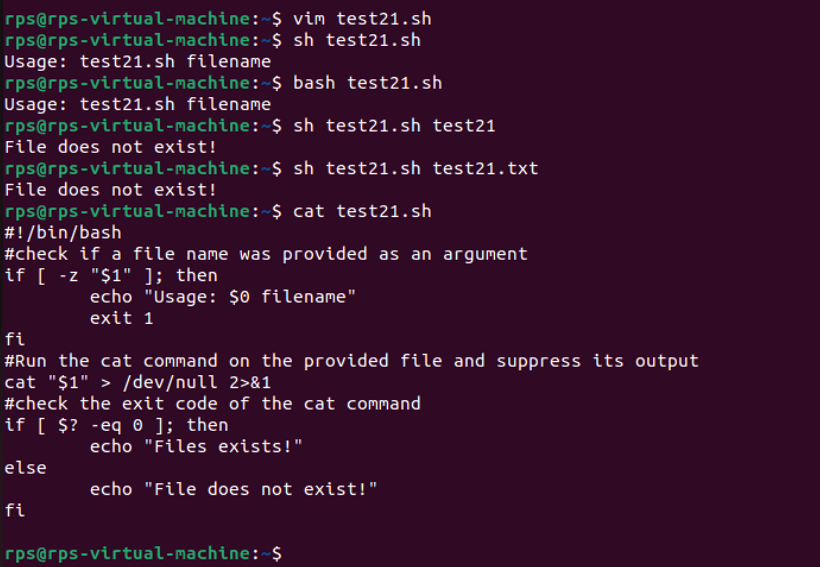 rps@rps-virtual-machine:~$ vim test21.sh
rps@rps-virtual-machine:~$ sh test21.sh
Usage: test21.sh filename
rps@rps-virtual-machine:~$ bash test21.sh
Usage: test21.sh filename
rps@rps-virtual-machine:~$ sh test21.sh test21
File does not exist!
rps@rps-virtual-machine:~$ sh test21.sh test21.txt
File does not exist!
rps@rps-virtual-machine:~$ cat test21.sh
#!/bin/bash
#check if a file name was provided as an argument
if [ -z "$1" ]; then
        echo "Usage: $0 filename"
        exit 1
fi
#Run the cat command on the provided file and suppress its output
cat "$1" > /dev/null 2>&1
#check the exit code of the cat command
if [ $? -eq 0 ]; then
        echo "Files exists!"
else
        echo "File does not exist!"
fi

rps@rps-virtual-machine:~$